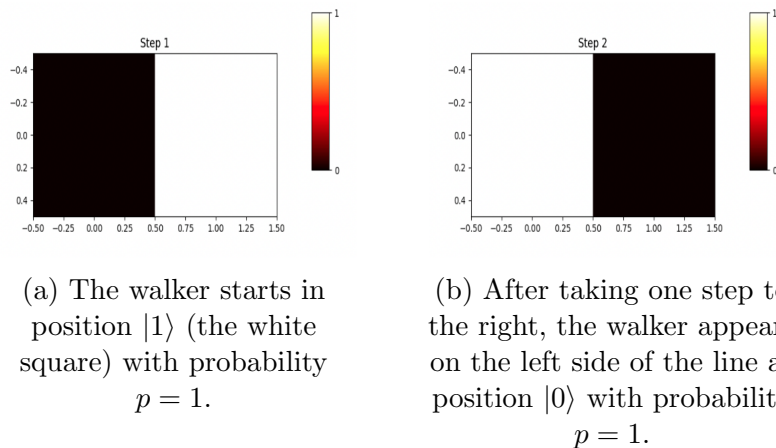 Step 1
1
0
−0.4
−0.2
0.0
0.2
0.4
−0.50 −0.25 0.00 0.25 0.50 0.75 1.00 1.25 1.50
(a) The walker starts in
position |1⟩ (the white
square) with probability
p = 1.
Step 2
1
0
−0.4
−0.2
0.0
0.2
0.4
−0.50 −0.25 0.00 0.25 0.50 0.75 1.00 1.25 1.50
(b) After taking one step
the right, the walker
on the left side of the line
position |0⟩ with
p = 1.